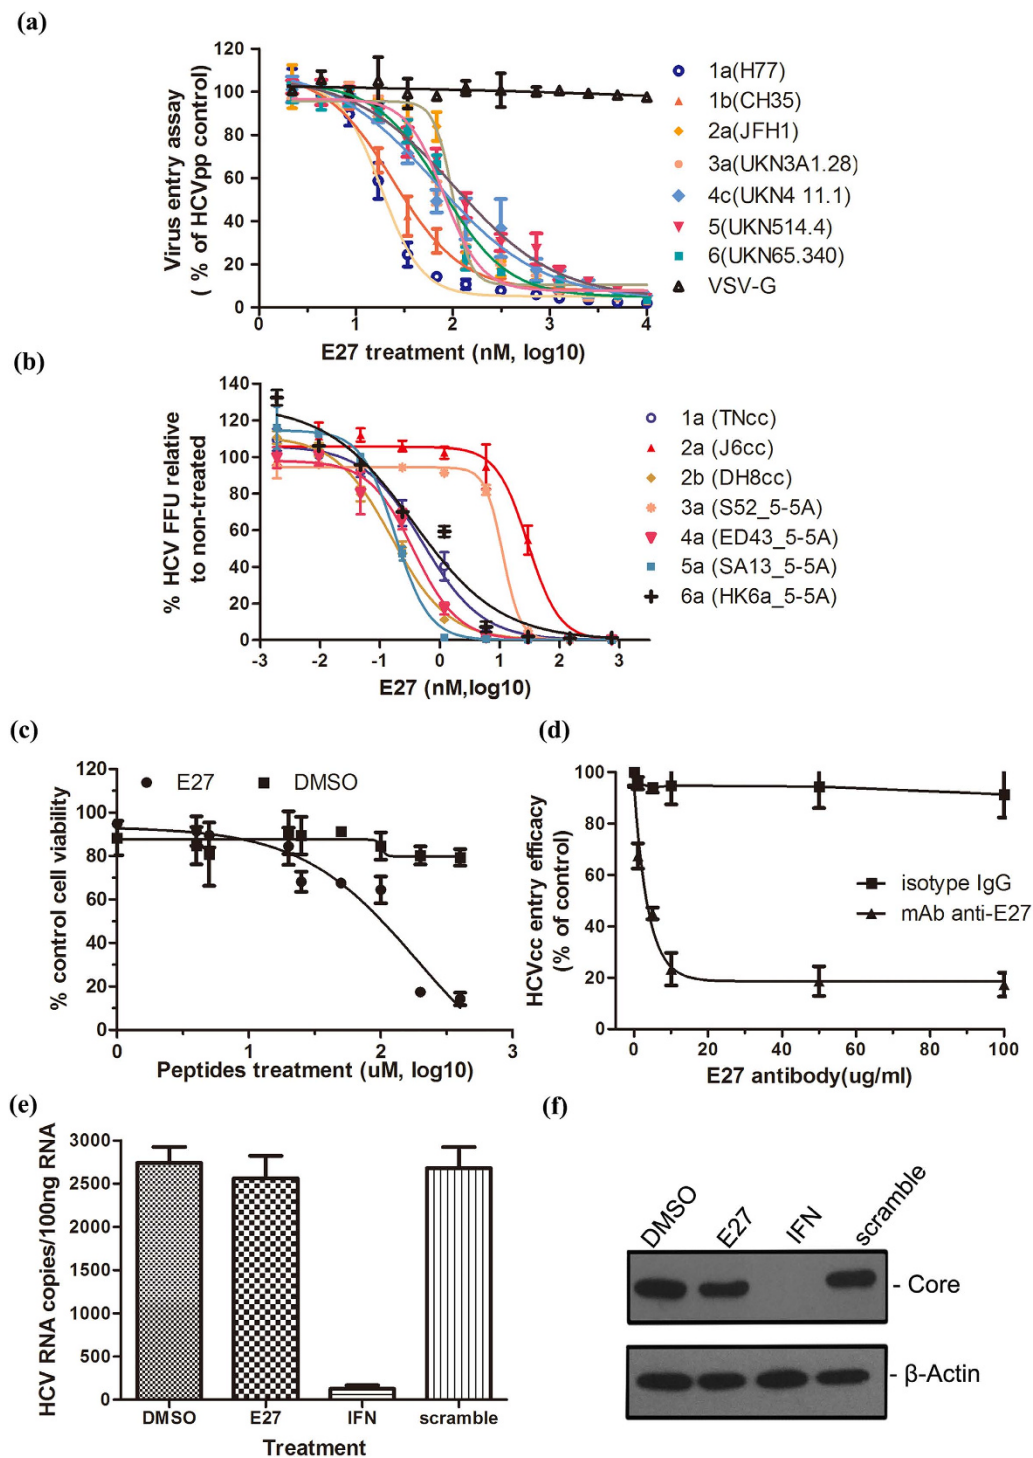 (a)
Virus entry assay
( % of HCVpp control)
120
100
80
60
40
20
0
0 1 2 3 4
E27 treatment (nM, log10)
1a(H77)
1b(CH35)
2a(JFH1)
3a(UKN3A1.28)
4c(UKN4 11.1)
5(UKN514.4)
6(UKN65.340)
VSV-G
(b)
% HCV FFU relative
to non-treated
140
120
100
80
60
40
20
0
-3 -2 -1 0 1 2 3
E27 (nM,log10)
1a (TNcc)
2a (J6cc)
2b (DH8cc)
3a (S52_5-5A)
4a (ED43_5-5A)
5a (SA13_5-5A)
6a (HK6a_5-5A)
(c)
% control cell viability
120
100
80
60
40
20
0
E27 DMSO
0 1 2 3
Peptides treatment (uM, log10)
(d)
HCVcc entry efficacy
(% of control)
100
80
60
40
20
0
isotype IgG
mAb anti-E27
0 20 40 60 80 100
E27 antibody(ug/ml)
(e)
HCV RNA copies/100ng RNA
3000
2500
2000
1500
1000
500
0
DMSO E27 IFN scramble
Treatment
(f)
DMSO E27 IFN scramble
- Core
- β-Actin